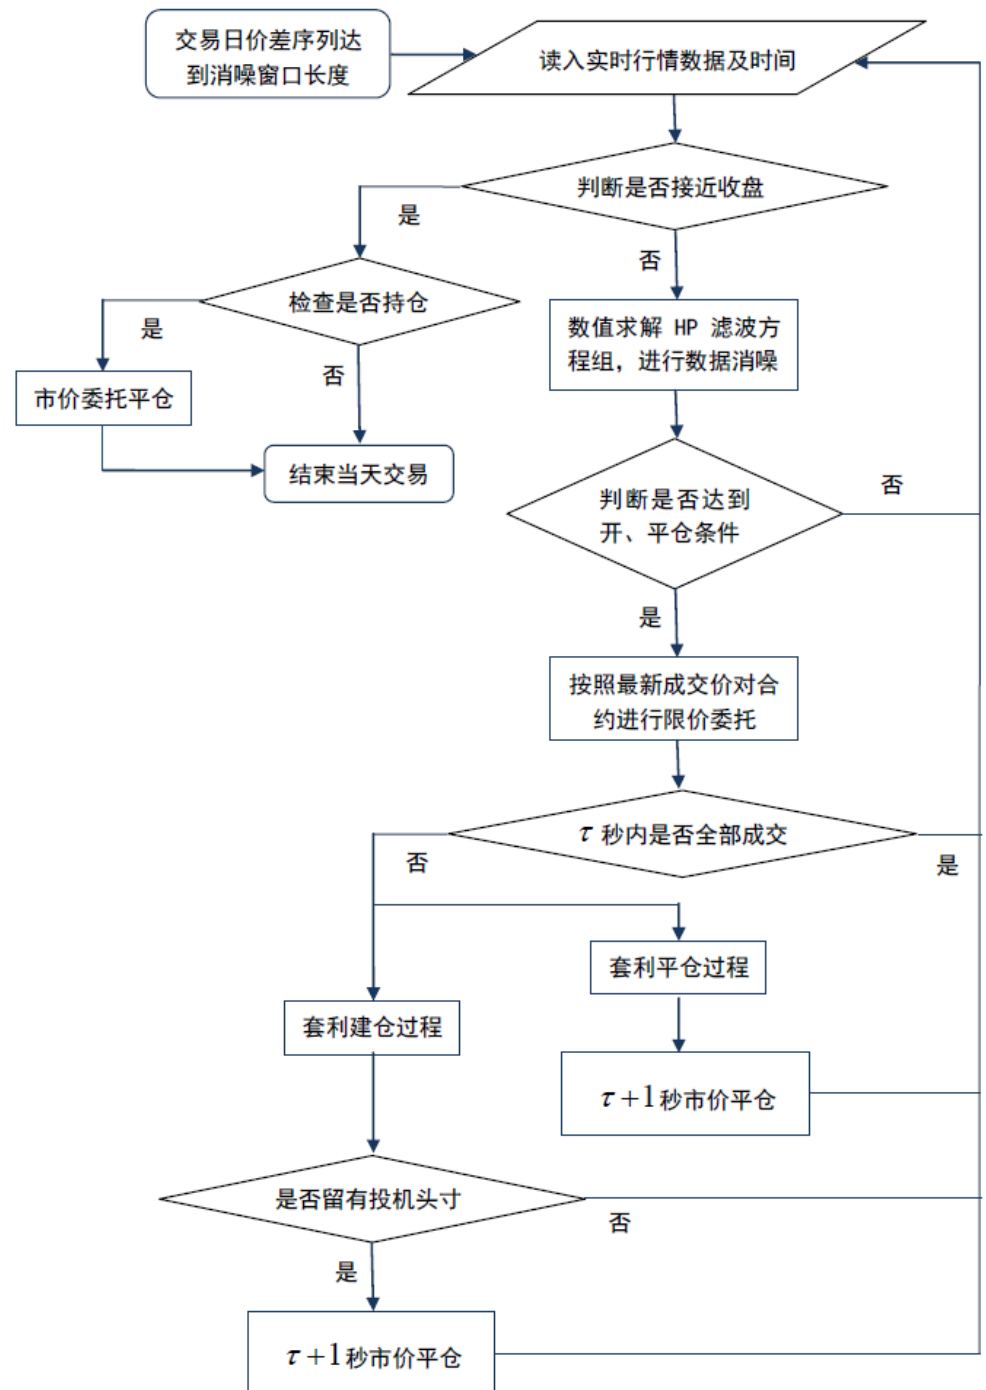 交易日价差序列达
到消噪窗口长度
读入实时行情数据及时间
判断是否接近收盘
是
否
检查是否持仓
是
否
市价委托平仓
结束当天交易
数值求解 HP 滤波方
程组，进行数据消噪
判断是否达到
开、平仓条件
否
是
按照最新成交价对合
约进行限价委托
τ 秒内是否全部成交
否
是
套利平仓过程
套利建仓过程
τ+1秒市价平仓
是否留有投机头寸
否
是
τ+1秒市价平仓